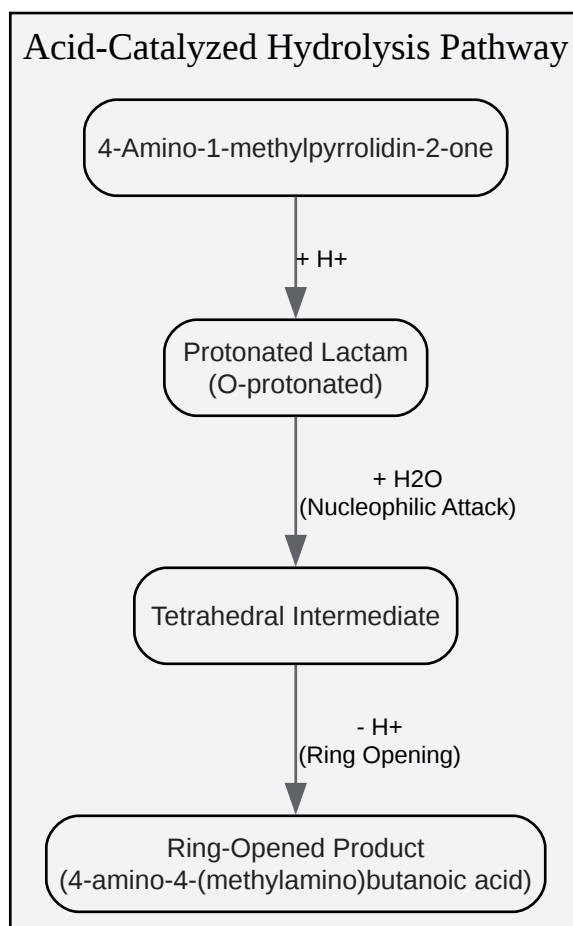 Acid-Catalyzed Hydrolysis Pathway
4-Amino-1-methylpyrrolidin-2-one
+ H+
Protonated Lactam
(O-protonated)
+ H2O
(Nucleophilic Attack)
Tetrahedral Intermediate
- H+
(Ring Opening)
Ring-Opened Product
(4-amino-4-(methylamino)butanoic acid)